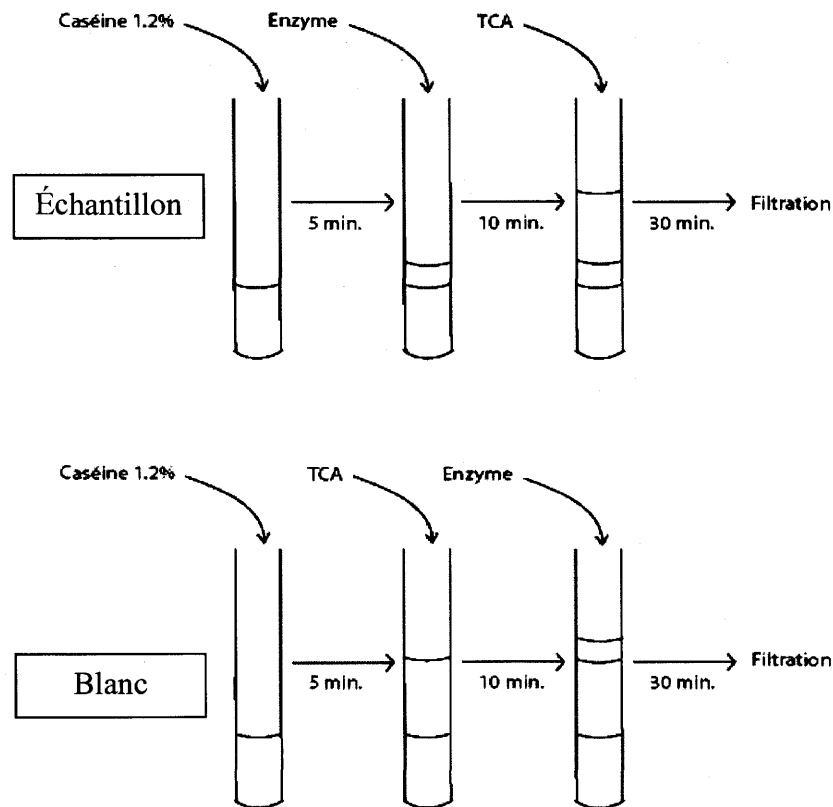 Caséine 1.2%
Enzyme
TCA
Échantillon
5 min.
10 min.
30 min.
Filtration
Caséine 1.2%
TCA
Enzyme
Blanc
5 min.
10 min.
30 min.
Filtration